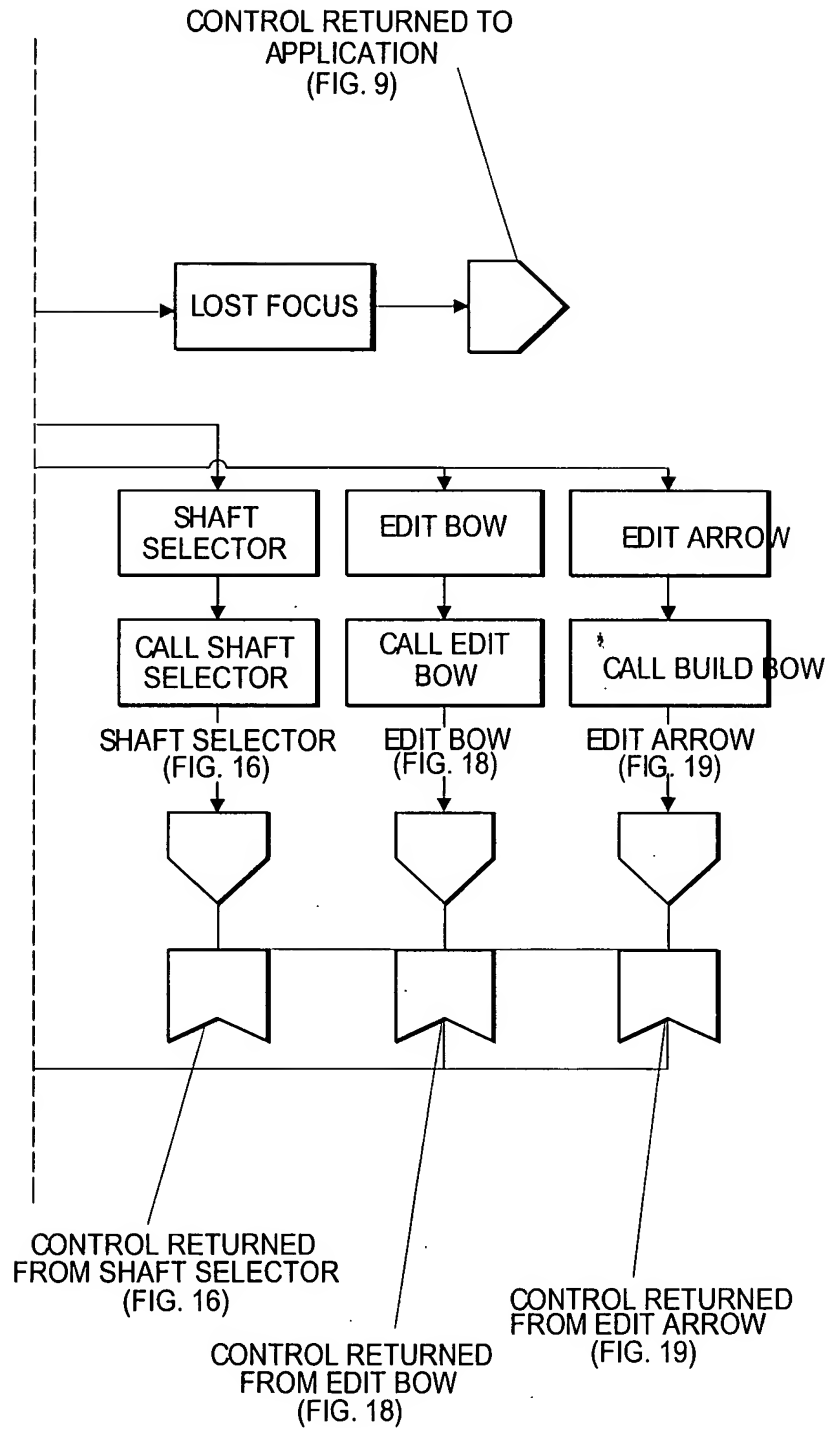 CONTROL RETURNED TO
APPLICATION
(FIG. 9)
LOST FOCUS
SHAFT
SELECTOR
EDIT BOW
EDIT ARROW
CALL SHAFT
SELECTOR
CALL EDIT
BOW
CALL BUILD BOW
SHAFT SELECTOR
(FIG. 16)
EDIT BOW
(FIG. 18)
EDIT ARROW
(FIG. 19)
CONTROL RETURNED
FROM SHAFT SELECTOR
(FIG. 16)
CONTROL RETURNED
FROM EDIT BOW
(FIG. 18)
CONTROL RETURNED
FROM EDIT ARROW
(FIG. 19)